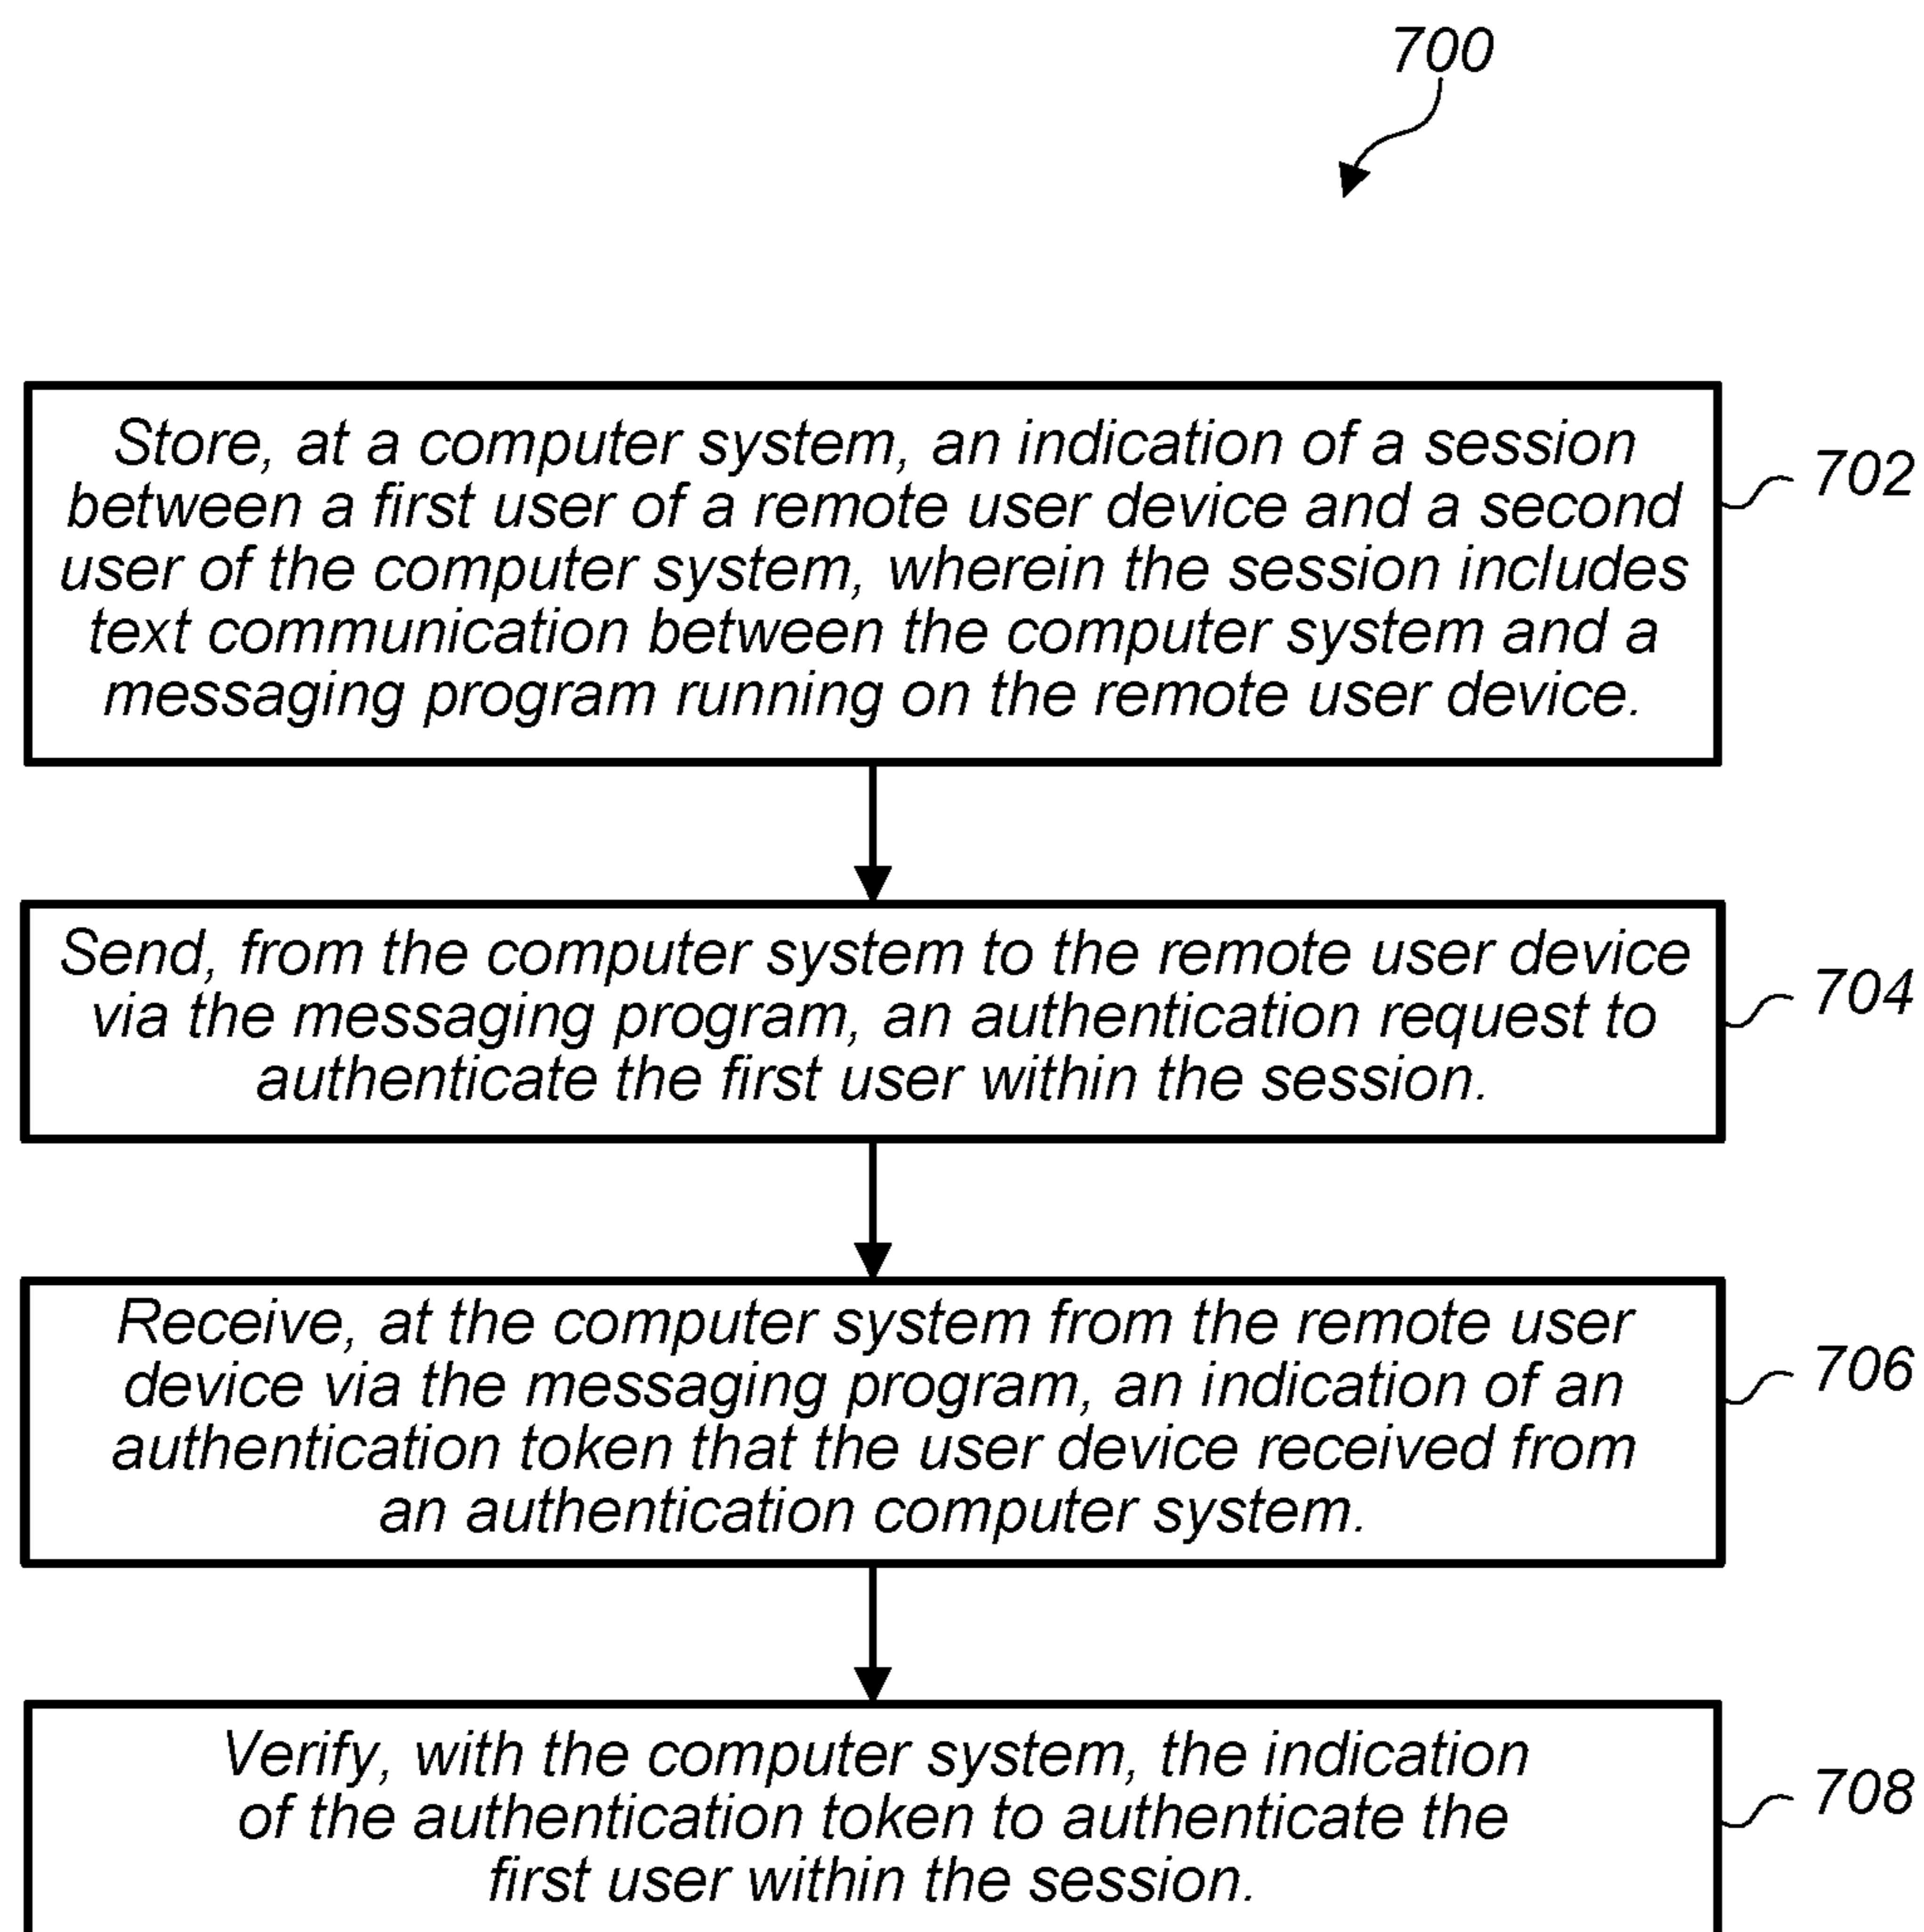 700
Store, at a computer system, an indication of a session
between a first user of a remote user device and a second
user of the computer system, wherein the session includes
text communication between the computer system and a
messaging program running on the remote user device.
702
Send, from the computer system to the remote user device
via the messaging program, an authentication request to
authenticate the first user within the session.
704
Receive, at the computer system from the remote user
device via the messaging program, an indication of an
authentication token that the user device received from
an authentication computer system.
706
Verify, with the computer system, the indication
of the authentication token to authenticate the
first user within the session.
708